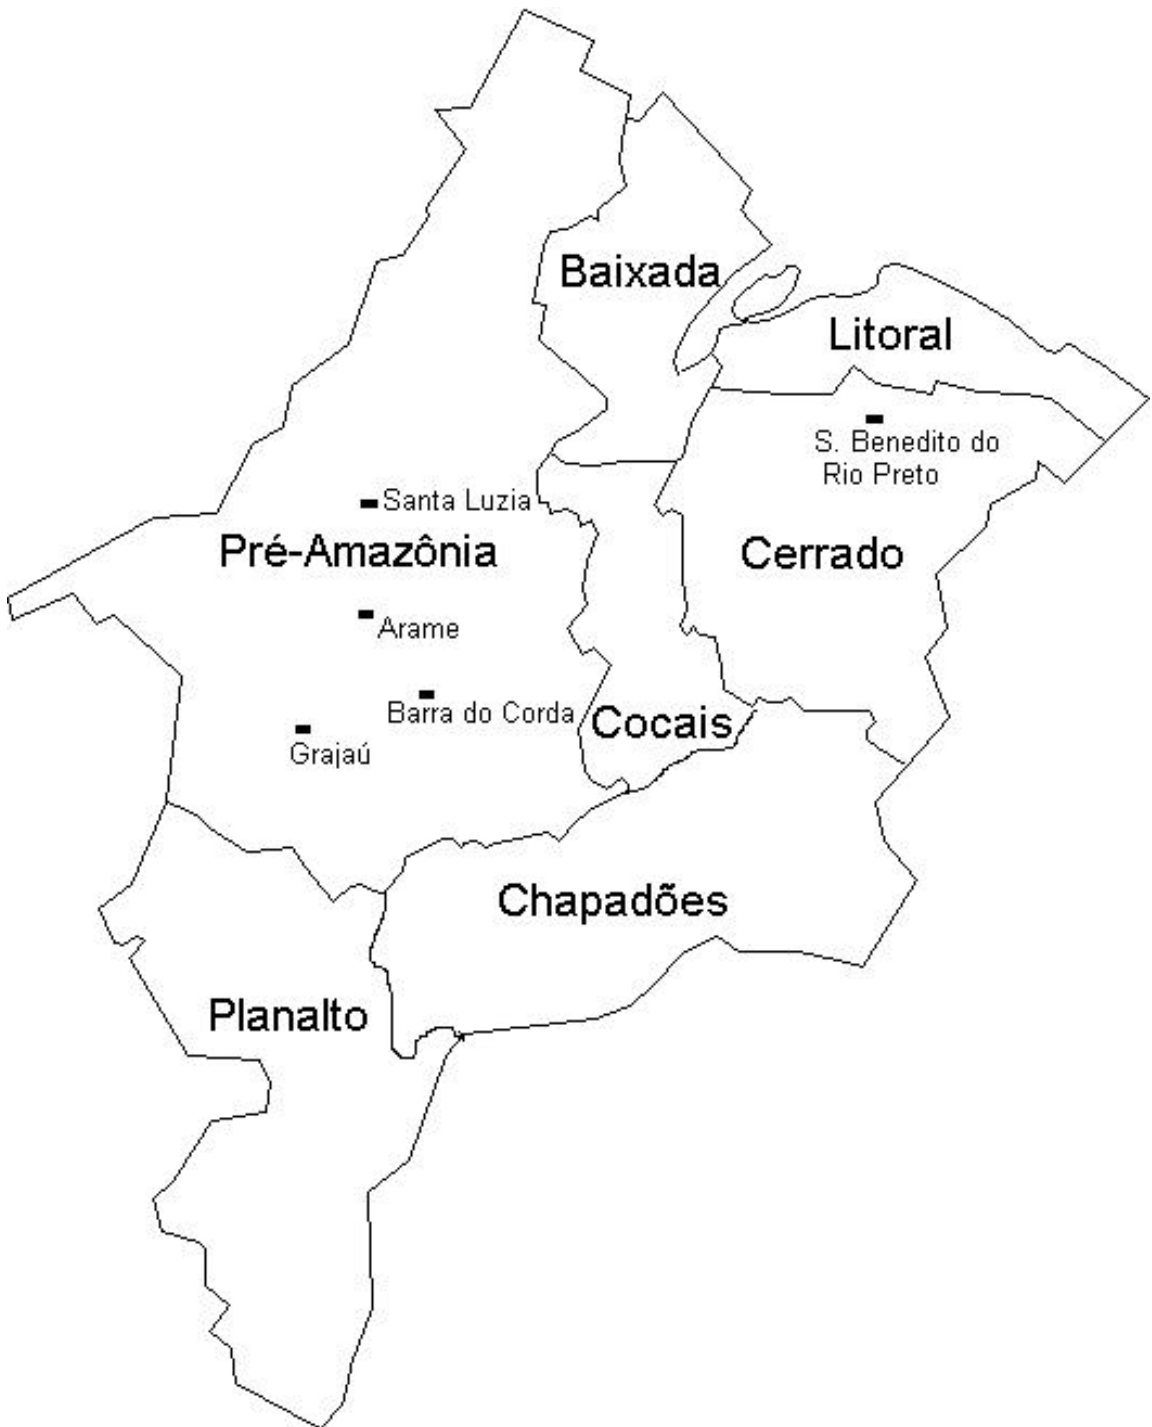 Baixada
Litoral
S. Benedito do
Rio Preto
Santa Luzia
Pré-Amazônia
Cerrado
Arame
Barra do Corda
Cocais
Grajaú
Chapadões
Planalto